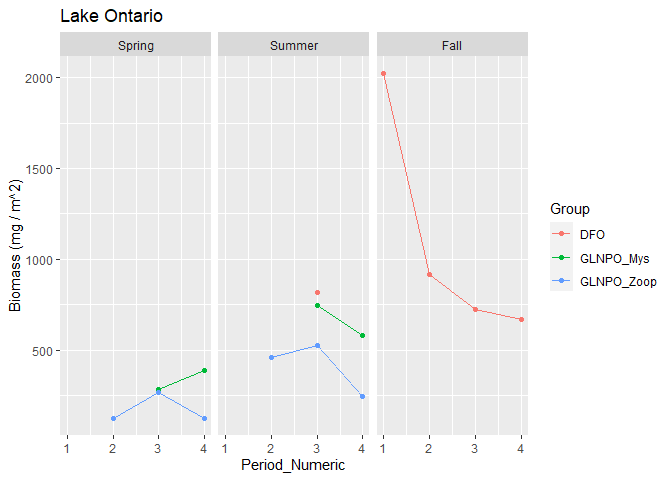 Lake Ontario
Spring Summer Fall
2000
1500
1000
500
Biomass (mg / m^2)
1 2 3 4 1 2 3 4 1 2 3 4
Period_Numeric
Group
DFO
GLNPO_Mys
GLNPO_Zoop